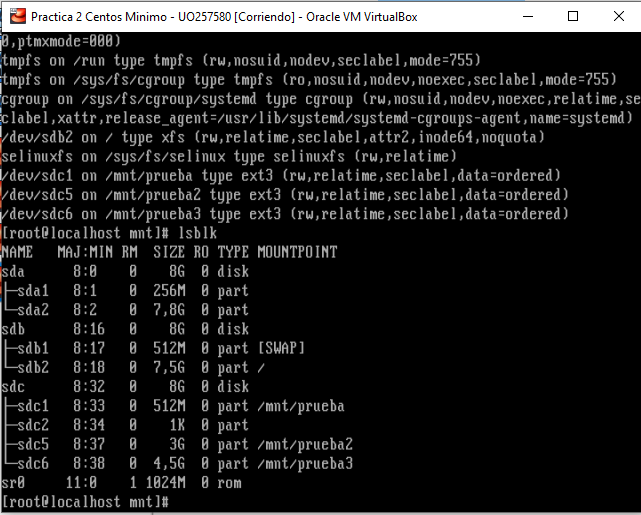 Practica 2 Centos Minimo - UO257580 [Corriendo] - Oracle VM VirtualBox
0,ptmxmode=000)
tmpfs on /run type tmpfs (rw,nosuid,nodev,seclabel,mode=755)
tmpfs on /sys/fs/cgroup type tmpfs (ro,nosuid,nodev,noexec,seclabel,mode=755)
cgroup on /sys/fs/cgroup/systemd type cgroup (rw,nosuid,nodev,noexec,relatime,se
clabel,xattr,release_agent=/usr/lib/systemd/systemd-cgroups-agent,name=systemd)
/dev/sdb2 on / type xfs (rw,relatime,seclabel,attr2,inode64,noquota)
selinuxfs on /sys/fs/selinux type selinuxfs (rw,relatime)
/dev/sdc1 on /mnt/prueba type ext3 (rw,relatime,seclabel,data=ordered)
/dev/sdc5 on /mnt/prueba2 type ext3 (rw,relatime,seclabel,data=ordered)
/dev/sdc6 on /mnt/prueba3 type ext3 (rw,relatime,seclabel,data=ordered)
[root@localhost mnt]# lsblk
NAME   MAJ:MIN RM  SIZE RO TYPE MOUNTPOINT
sda      8:0    0    8G  0 disk
├─sda1   8:1    0  256M  0 part
└─sda2   8:2    0  7,8G  0 part
sdb      8:16   0    8G  0 disk
├─sdb1   8:17   0  512M  0 part [SWAP]
└─sdb2   8:18   0  7,5G  0 part /
sdc      8:32   0    8G  0 disk
├─sdc1   8:33   0  512M  0 part /mnt/prueba
├─sdc2   8:34   0    1K  0 part
├─sdc5   8:37   0    3G  0 part /mnt/prueba2
└─sdc6   8:38   0  4,5G  0 part /mnt/prueba3
sr0     11:0    1 1024M  0 rom
[root@localhost mnt]#